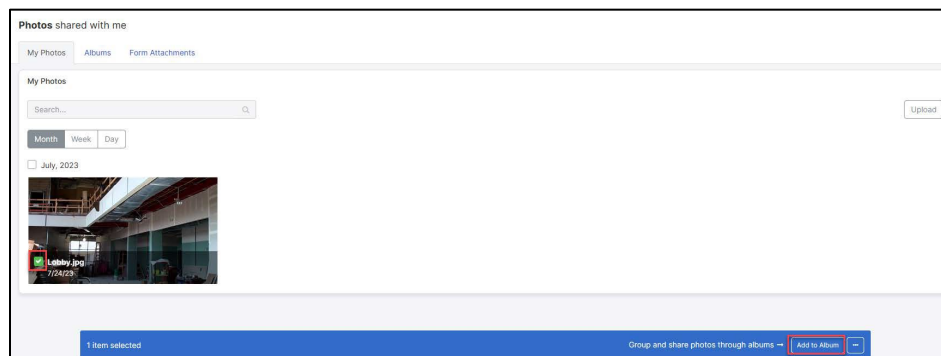 Photos shared with me
My Photos Albums Form Attachments
My Photos
Search... Upload
Month Week Day
July, 2023
Lobby.jpg
7/24/23
1 item selected Group and share photos through albums → Add to Album ...